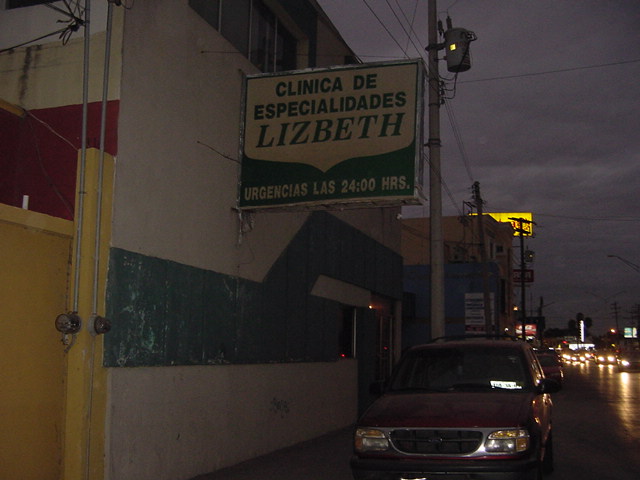 CLINICA DE
ESPECIALIDADES
LIZBETH
URGENCIAS LAS 24:00 HRS.